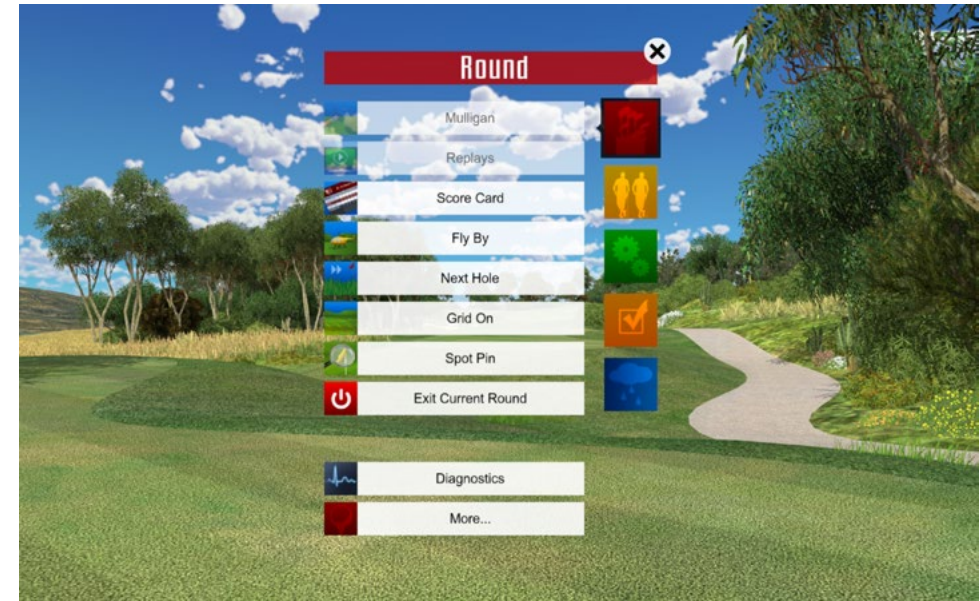 Round
Mulligan
Replays
Score Card
Fly By
Next Hole
Grid On
Spot Pin
Exit Current Round
Diagnostics
More...